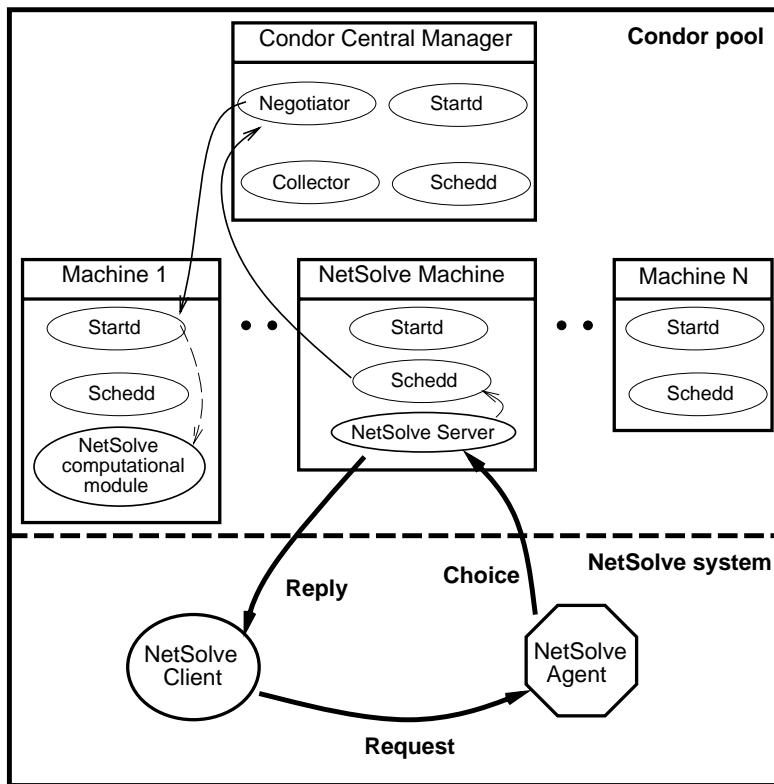 Condor Central Manager
Condor pool
Negotiator
Startd
Collector
Schedd
Machine 1
Startd
Schedd
NetSolve
computational
module
NetSolve Machine
Startd
Schedd
NetSolve Server
Machine N
Startd
Schedd
NetSolve system
Reply
Choice
NetSolve
Client
NetSolve
Agent
Request